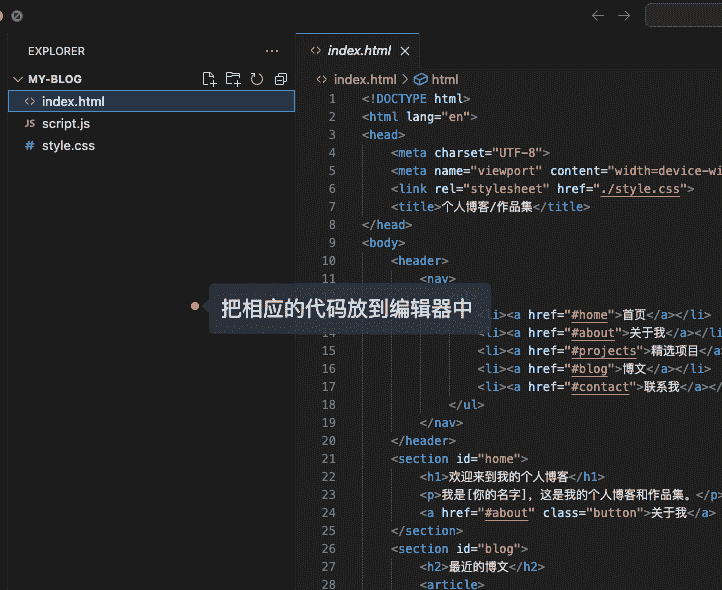 EXPLORER
MY-BLOG
index.html
JS script.js
# style.css
index.html
index.html > html
1 <!DOCTYPE html>
2 <html lang="en">
3 <head>
4 <meta charset="UTF-8">
5 <meta name="viewport" content="width=device-wi
6 <link rel="stylesheet" href="./style.css">
7 <title>个人博客/作品集</title>
8 </head>
9 <body>
10 <header>
11 <nav>
把相应的代码放到编辑器中
<li><a href="#home">首页</a></li>
14 <li><a href="#about">关于我</a></li
15 <li><a href="#projects">精选项目</a>
16 <li><a href="#blog">博文</a></li>
17 <li><a href="#contact">联系我</a></
18 </ul>
19 </nav>
20 </header>
21 <section id="home">
22 <h1>欢迎来到我的个人博客</h1>
23 <p>我是[你的名字]，这是我的个人博客和作品集。</p>
24 <a href="#about" class="button">关于我</a>
25 </section>
26 <section id="blog">
27 <h2>最近的博文</h2>
28 <article>